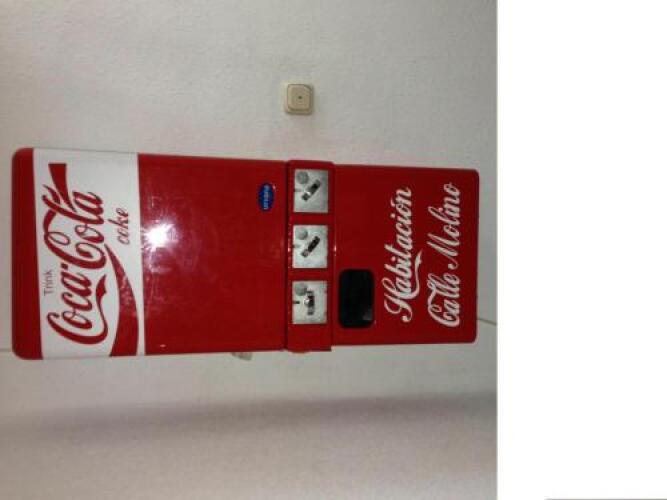 Trink
Coca-Cola
coke
Habitación
Calle Molino